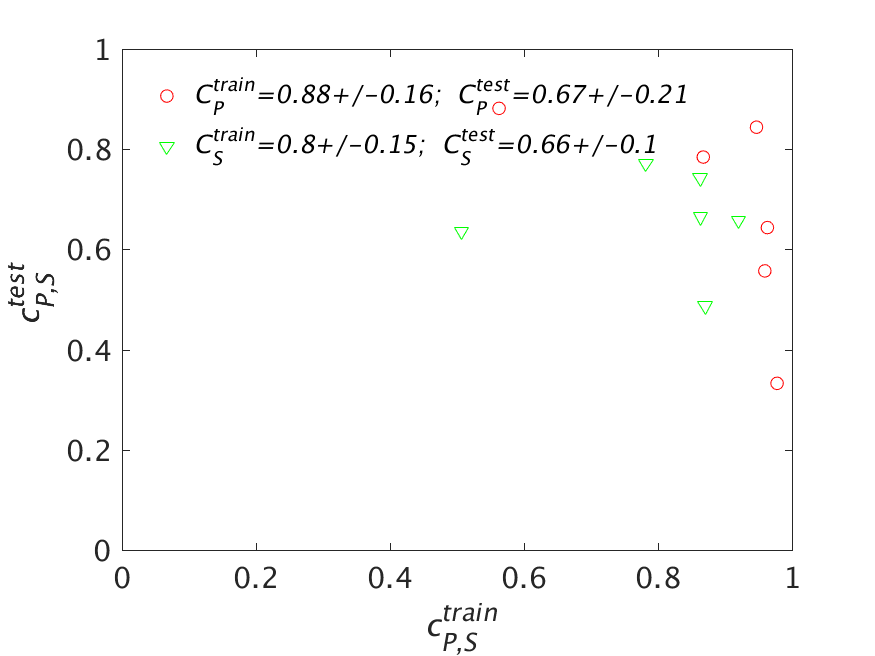 1
C_P^train=0.88+/-0.16; C_P^test=0.67+/-0.21
C_S^train=0.8+/-0.15; C_S^test=0.66+/-0.1
0.8
0.6
0.4
0.2
0
c_P,S^test
0 0.2 0.4 0.6 0.8 1
c_P,S^train